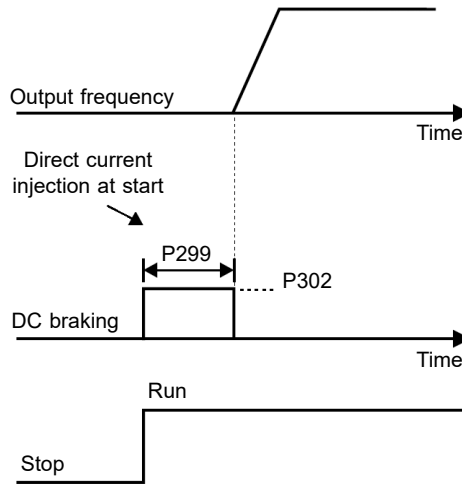 Output frequency
Time
Direct current
injection at start
P299
P302
DC braking
Time
Run
Stop